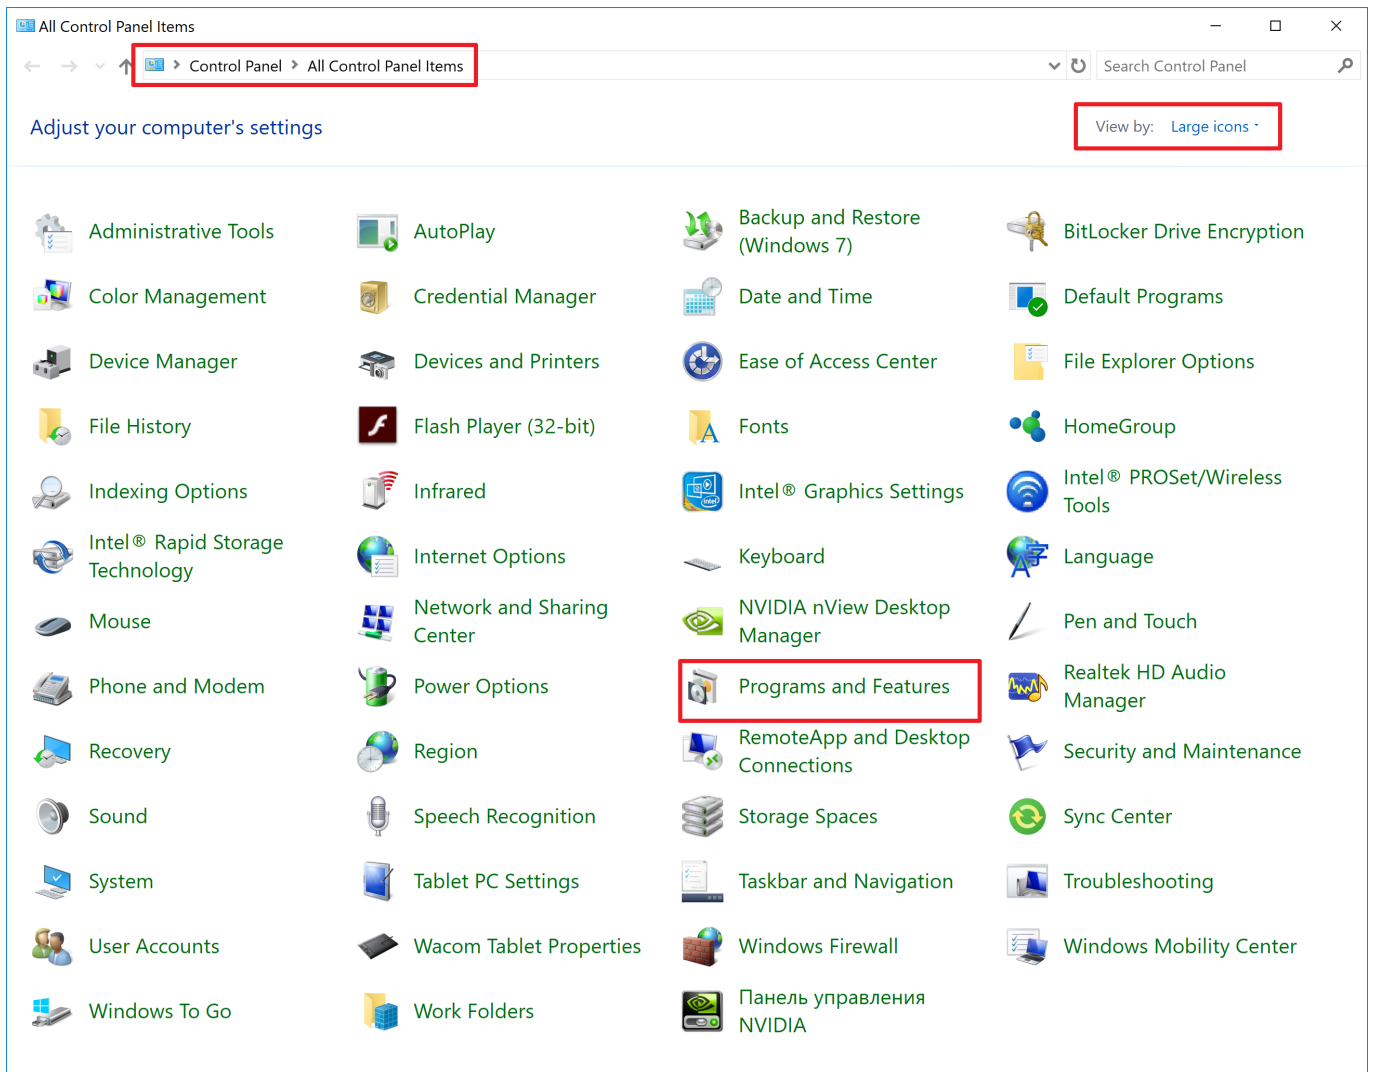 All Control Panel Items
Control Panel > All Control Panel Items
Search Control Panel
Adjust your computer's settings
View by: Large icons
Administrative Tools
AutoPlay
Backup and Restore
(Windows 7)
BitLocker Drive Encryption
Color Management
Credential Manager
Date and Time
Default Programs
Device Manager
Devices and Printers
Ease of Access Center
File Explorer Options
File History
Flash Player (32-bit)
Fonts
HomeGroup
Indexing Options
Infrared
Intel® Graphics Settings
Intel® PROSet/Wireless
Tools
Intel® Rapid Storage
Technology
Internet Options
Keyboard
Language
Mouse
Network and Sharing
Center
NVIDIA nView Desktop
Manager
Pen and Touch
Phone and Modem
Power Options
Programs and Features
Realtek HD Audio
Manager
Recovery
Region
RemoteApp and Desktop
Connections
Security and Maintenance
Sound
Speech Recognition
Storage Spaces
Sync Center
System
Tablet PC Settings
Taskbar and Navigation
Troubleshooting
User Accounts
Wacom Tablet Properties
Windows Firewall
Windows Mobility Center
Windows To Go
Work Folders
Панель управления
NVIDIA